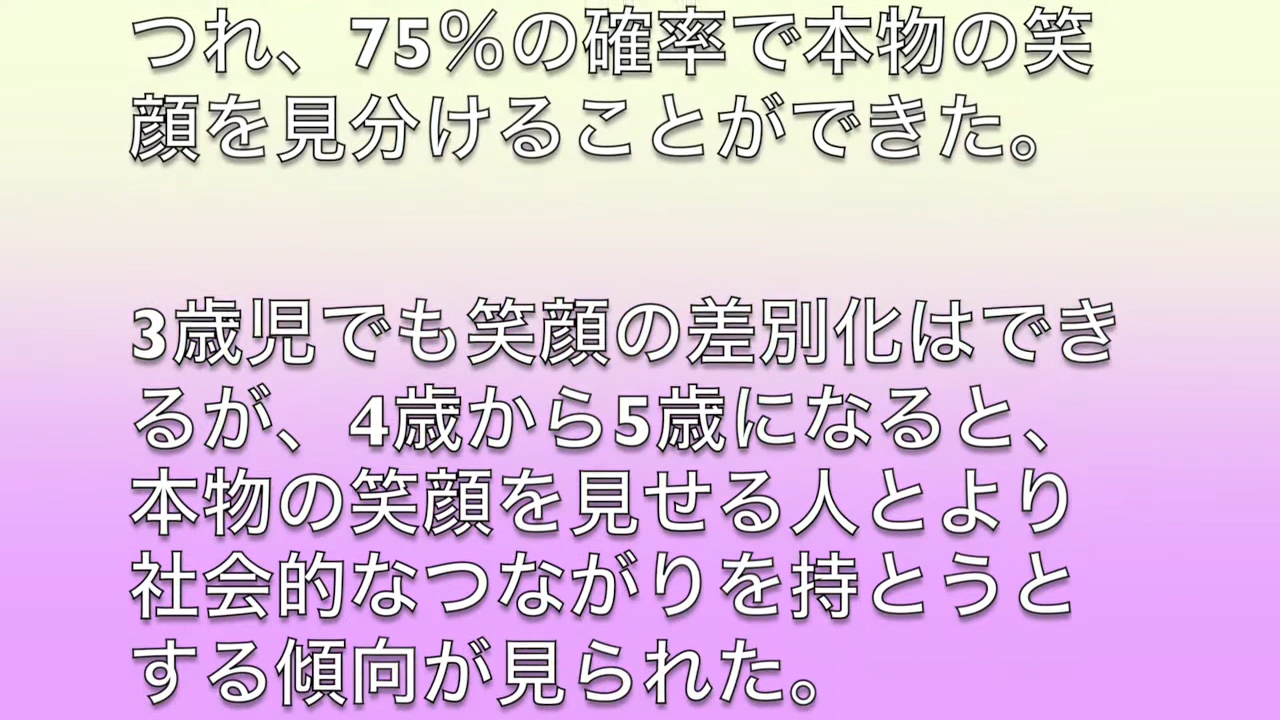 つれ、75％の確率で本物の笑
顔を見分けることができた。
3歳児でも笑顔の差別化はでき
るが、4歳から5歳になると、
本物の笑顔を見せる人とより
社会的なつながりを持とうと
する傾向が見られた。